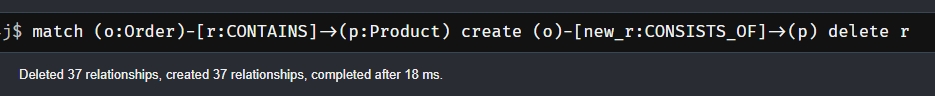 j$ match (o:Order)-[r:CONTAINS]→(p:Product) create (o)-[new_r:CONSISTS_OF]→(p) delete r
Deleted 37 relationships, created 37 relationships, completed after 18 ms.